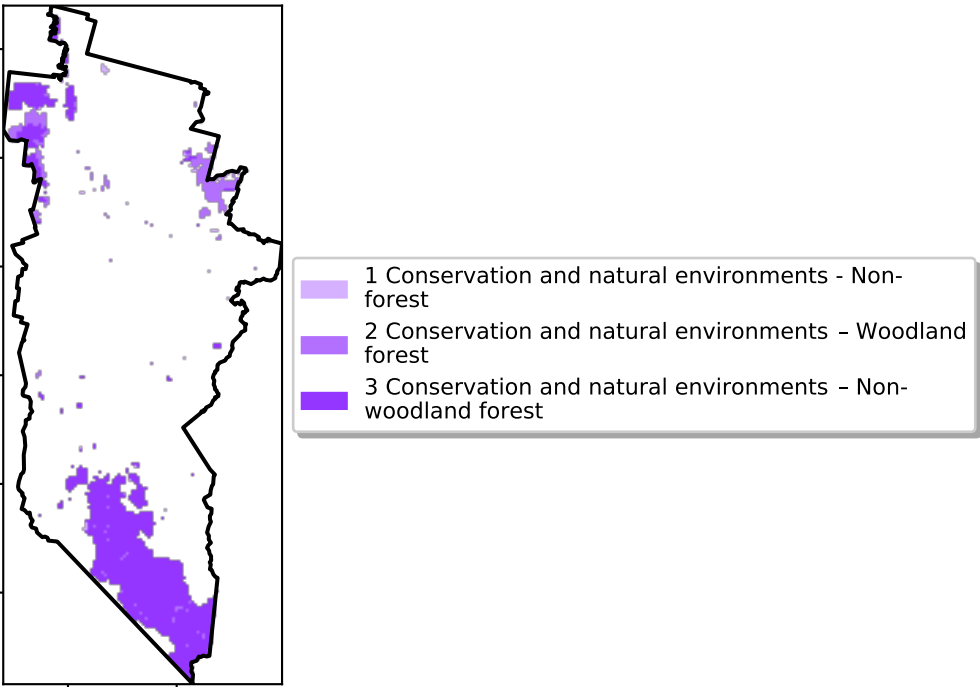 1 Conservation and natural environments - Non-
forest
2 Conservation and natural environments – Woodland
forest
3 Conservation and natural environments – Non-
woodland forest